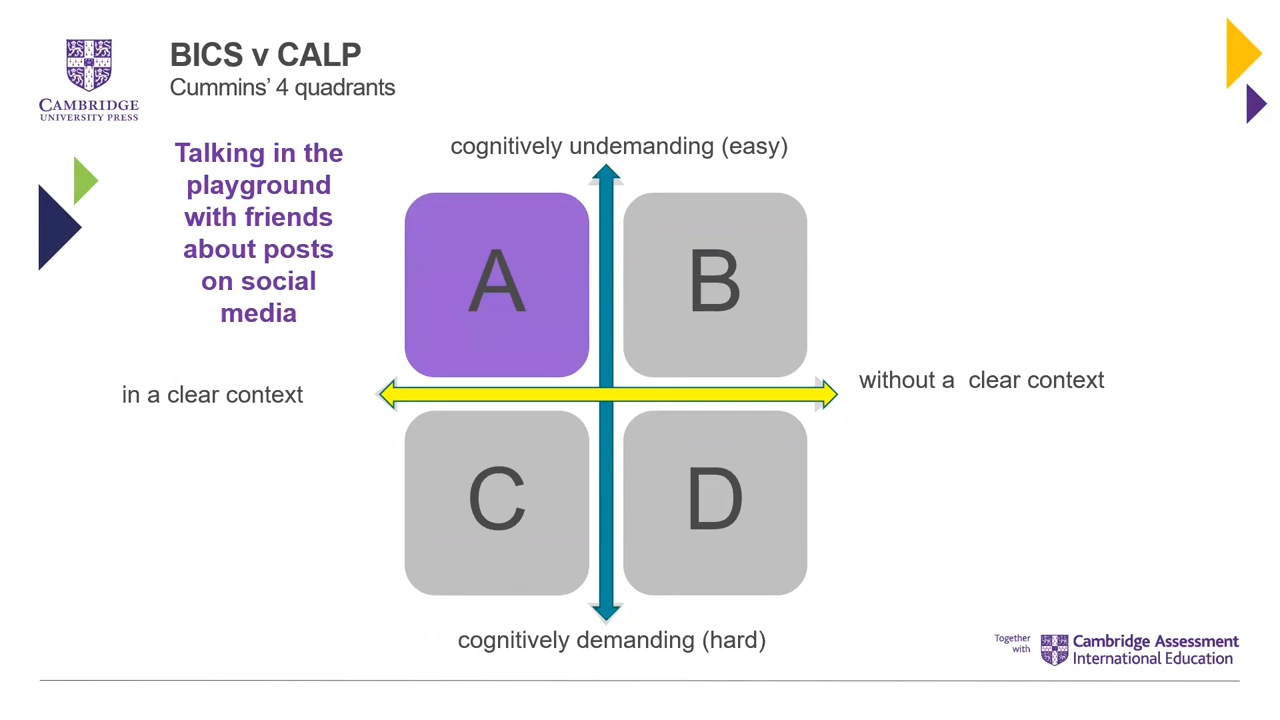 BICS v CALP
Cummins’ 4 quadrants
CAMBRIDGE
UNIVERSITY PRESS
Talking in the
playground
with friends
about posts
on social
media
cognitively undemanding (easy)
A
B
in a clear context
without a  clear context
C
D
cognitively demanding (hard)
Together
with
Cambridge Assessment
International Education